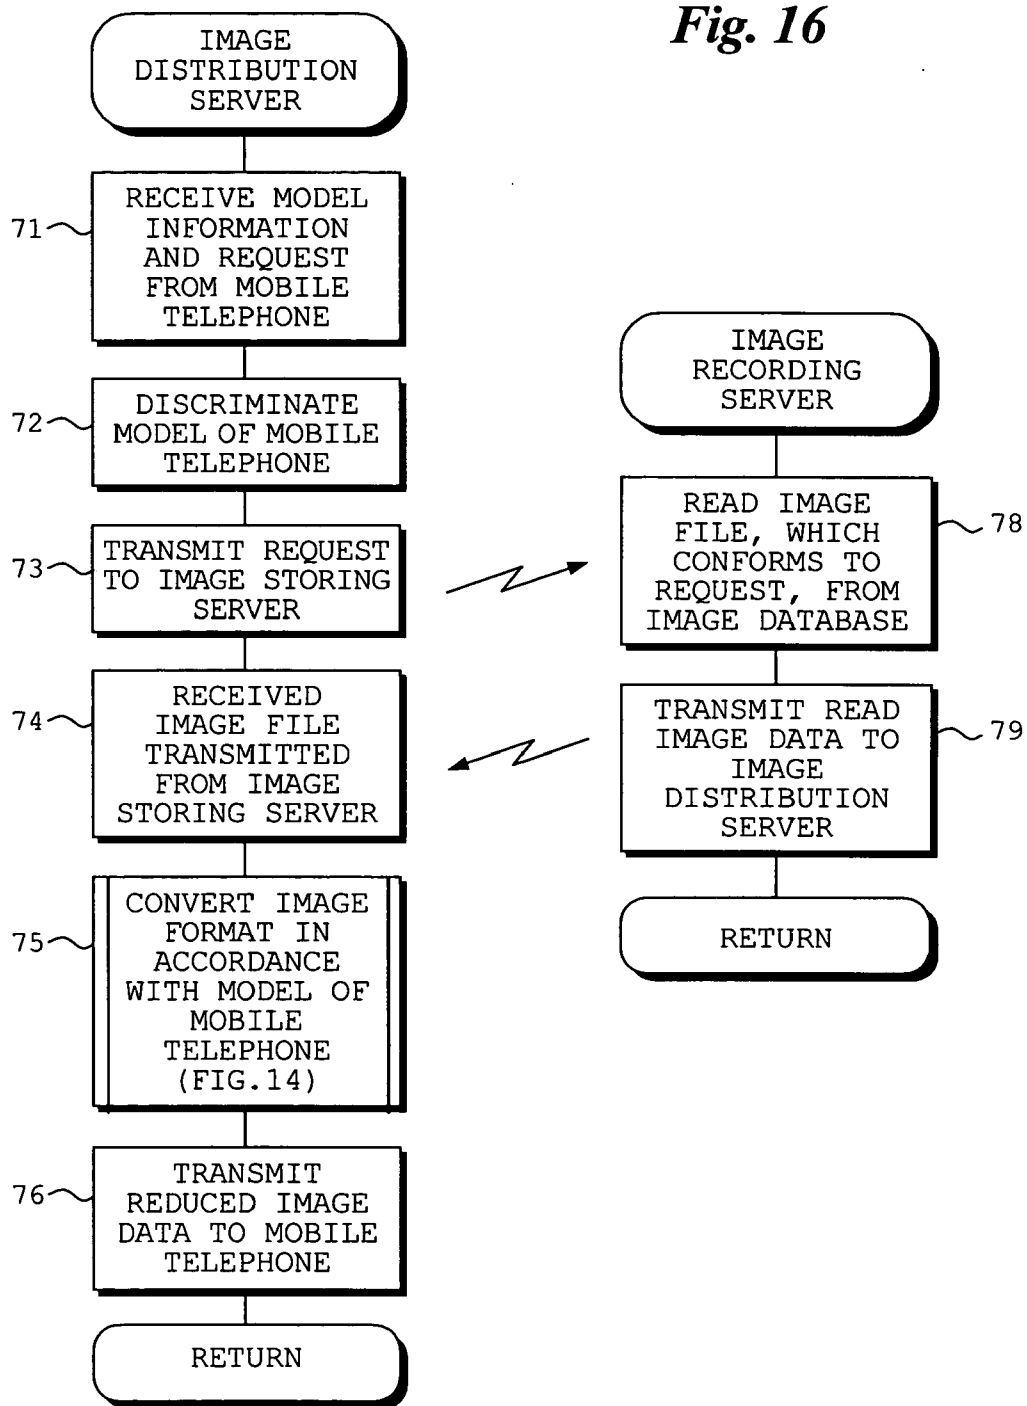 Fig. 16
IMAGE
DISTRIBUTION
SERVER
71
RECEIVE MODEL
INFORMATION
AND REQUEST
FROM MOBILE
TELEPHONE
72
DISCRIMINATE
MODEL OF MOBILE
TELEPHONE
73
TRANSMIT REQUEST
TO IMAGE STORING
SERVER
74
RECEIVED
IMAGE FILE
TRANSMITTED
FROM IMAGE
STORING SERVER
75
CONVERT IMAGE
FORMAT IN
ACCORDANCE
WITH MODEL OF
MOBILE
TELEPHONE
(FIG.14)
76
TRANSMIT
REDUCED IMAGE
DATA TO MOBILE
TELEPHONE
RETURN
IMAGE
RECORDING
SERVER
READ IMAGE
FILE, WHICH
CONFORMS TO
REQUEST, FROM
IMAGE DATABASE
78
TRANSMIT READ
IMAGE DATA TO
IMAGE
DISTRIBUTION
SERVER
79
RETURN